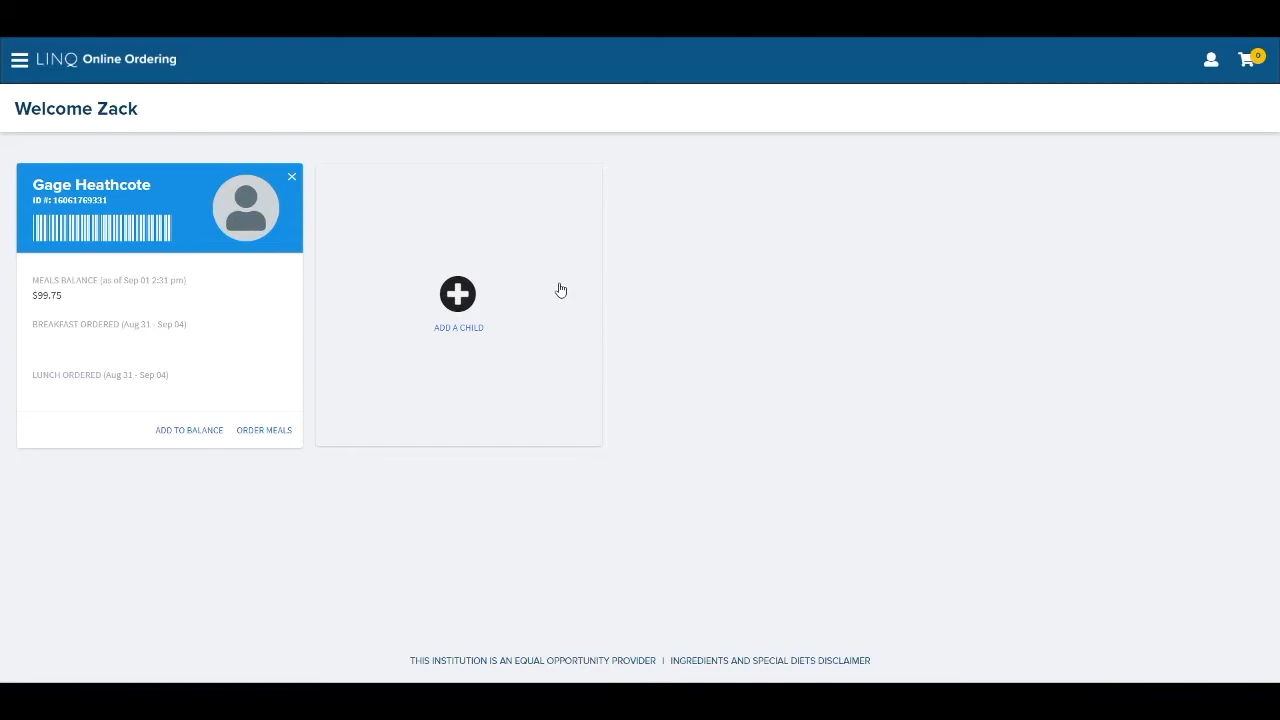 LINQ Online Ordering
0
Welcome Zack
Gage Heathcote
ID #: 16061769331
MEALS BALANCE (as of Sep 01 2:31 pm)
$99.75
BREAKFAST ORDERED (Aug 31 - Sep 04)
LUNCH ORDERED (Aug 31 - Sep 04)
ADD TO BALANCE ORDER MEALS
ADD A CHILD
THIS INSTITUTION IS AN EQUAL OPPORTUNITY PROVIDER | INGREDIENTS AND SPECIAL DIETS DISCLAIMER